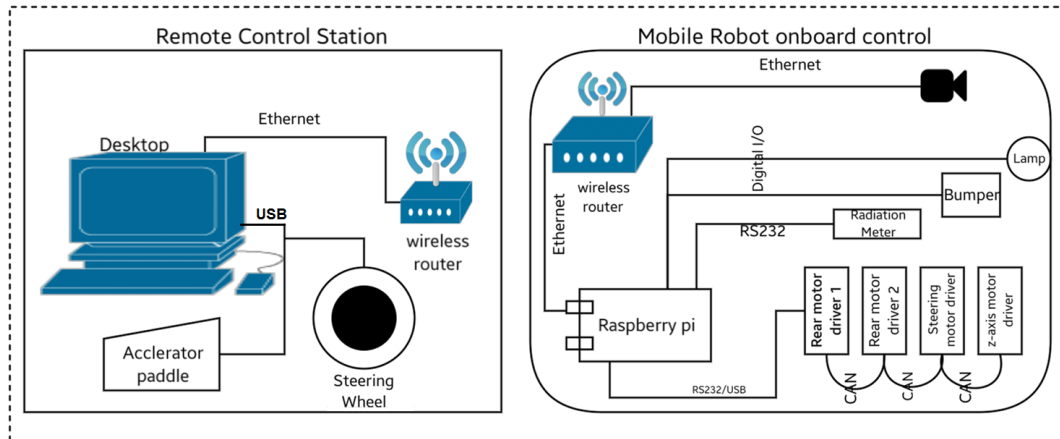 Remote Control Station
Desktop
Ethernet
USB
wireless
router
Acclerator
paddle
Steering
Wheel
Mobile Robot onboard control
Ethernet
wireless
router
Ethernet
Digital I/O
Lamp
Bumper
RS232
Radiation
Meter
Raspberry pi
RS232/USB
Rear motor
driver 1
Rear motor
driver 2
Steering
motor driver
z-axis motor
driver
CAN
CAN
CAN